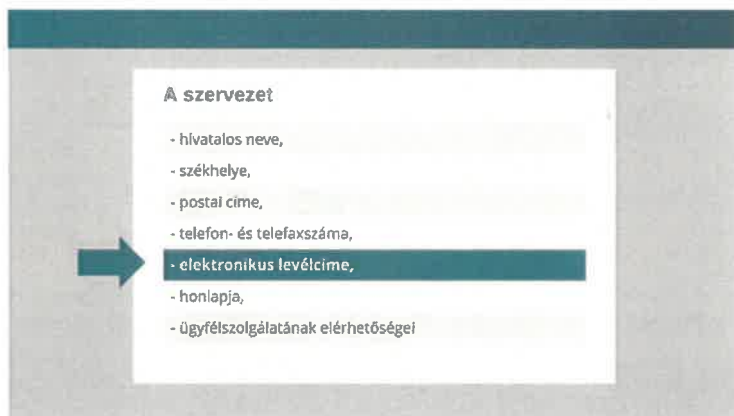 A szervezet
- hivatalos neve,
- székhelye,
- postai címe,
- telefon- és telefaxszáma,
- elektronikus levélcíme,
- honlapja,
- ügyfélszolgálatának elérhetőségei